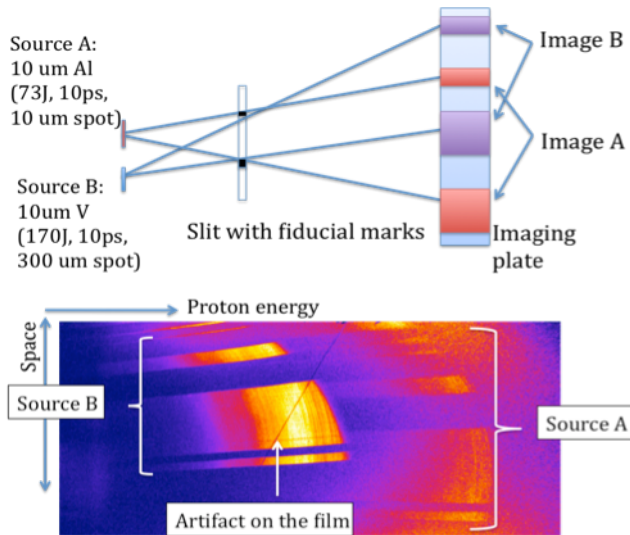 Source A:
10 um Al
(73J, 10ps,
10 um spot)
Source B:
10um V
(170J, 10ps,
300 um spot)
Slit with fiducial marks
Image B
Image A
Imaging
plate
Proton energy
Space
Source B
Source A
Artifact on the film